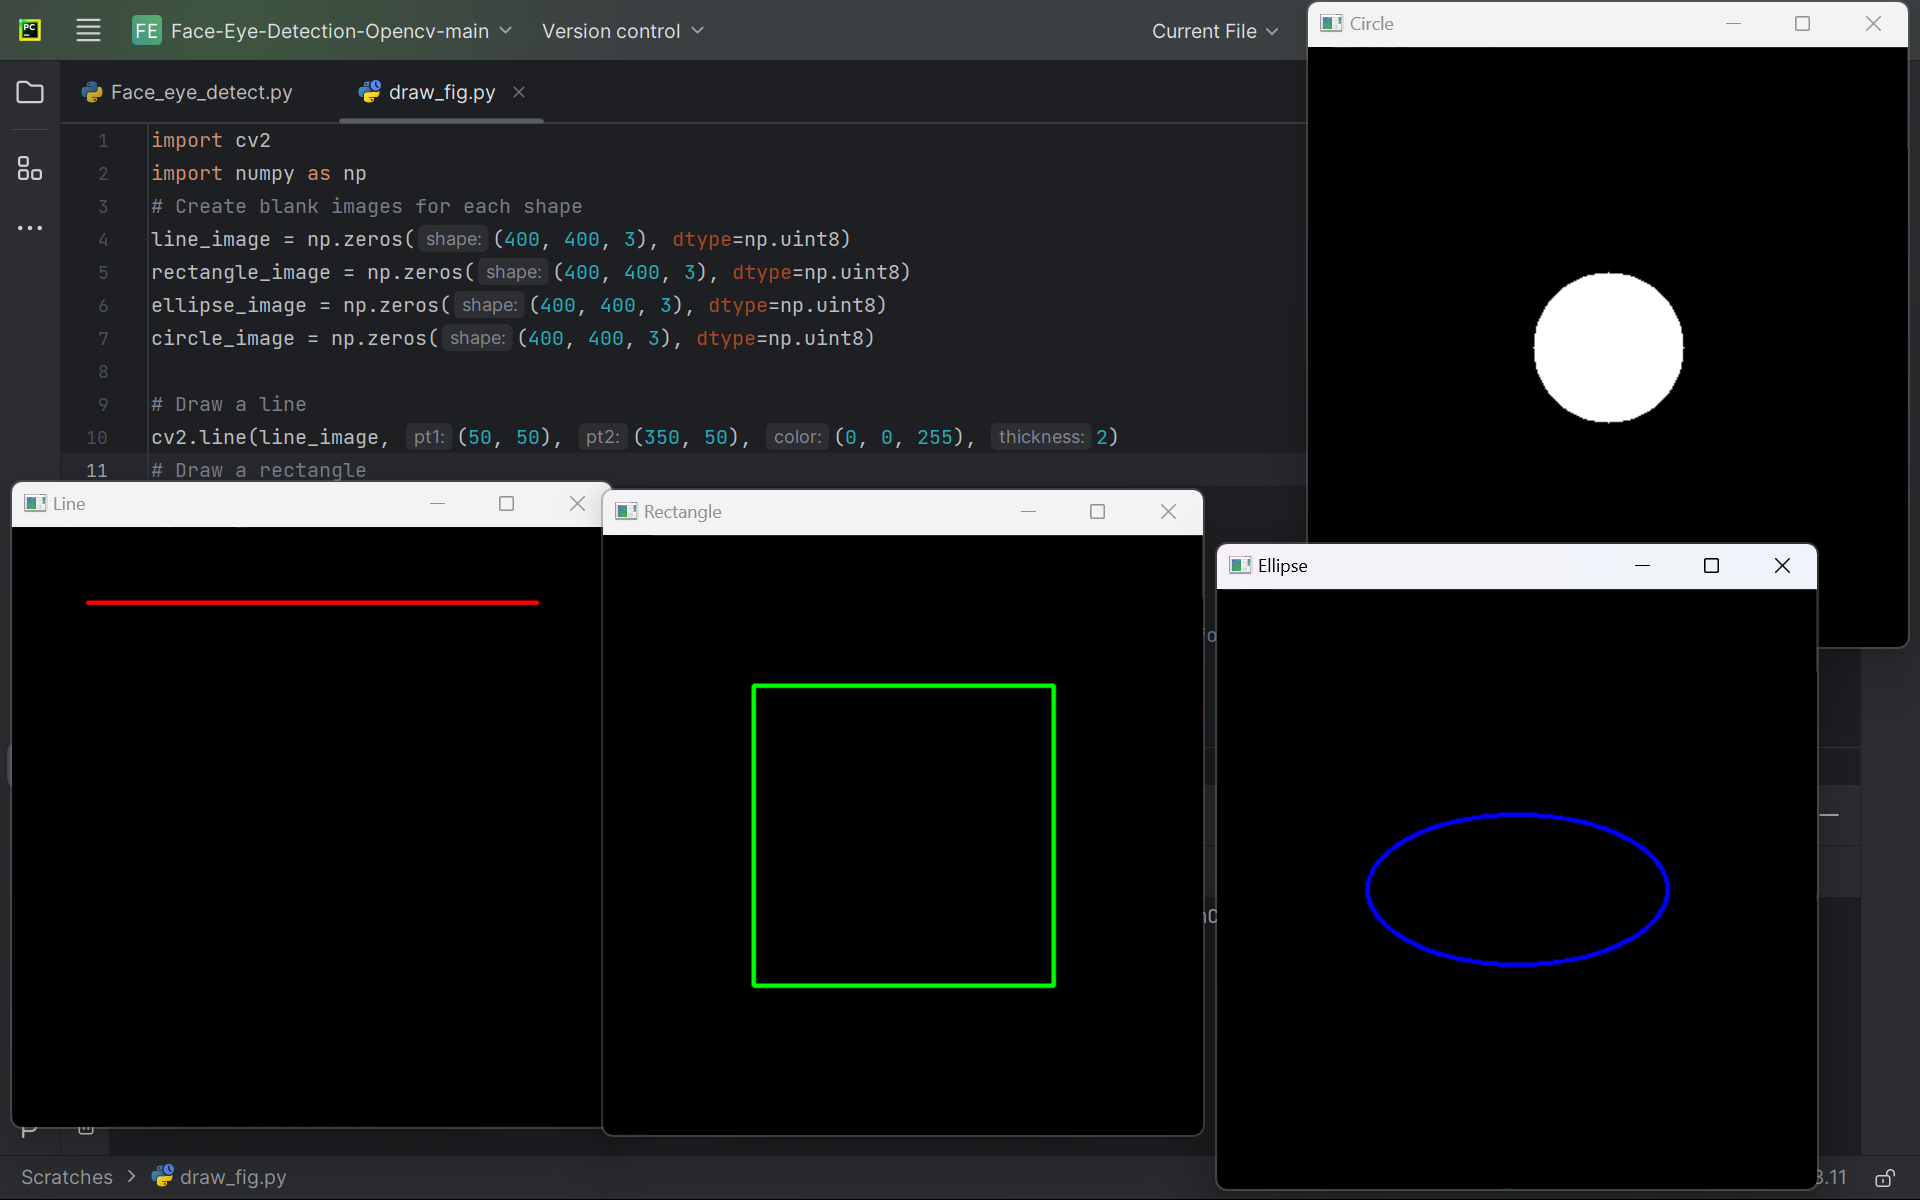 PC
FE Face-Eye-Detection-Opencv-main Version control Current File
Face_eye_detect.py draw_fig.py
1 import cv2
2 import numpy as np
3 # Create blank images for each shape
4 line_image = np.zeros( shape: (400, 400, 3), dtype=np.uint8)
5 rectangle_image = np.zeros( shape: (400, 400, 3), dtype=np.uint8)
6 ellipse_image = np.zeros( shape: (400, 400, 3), dtype=np.uint8)
7 circle_image = np.zeros( shape: (400, 400, 3), dtype=np.uint8)
8
9 # Draw a line
10 cv2.line(line_image, pt1: (50, 50), pt2: (350, 50), color: (0, 0, 255), thickness: 2)
11 # Draw a rectangle
Circle
Line
Rectangle
Ellipse
Scratches > draw_fig.py
.11